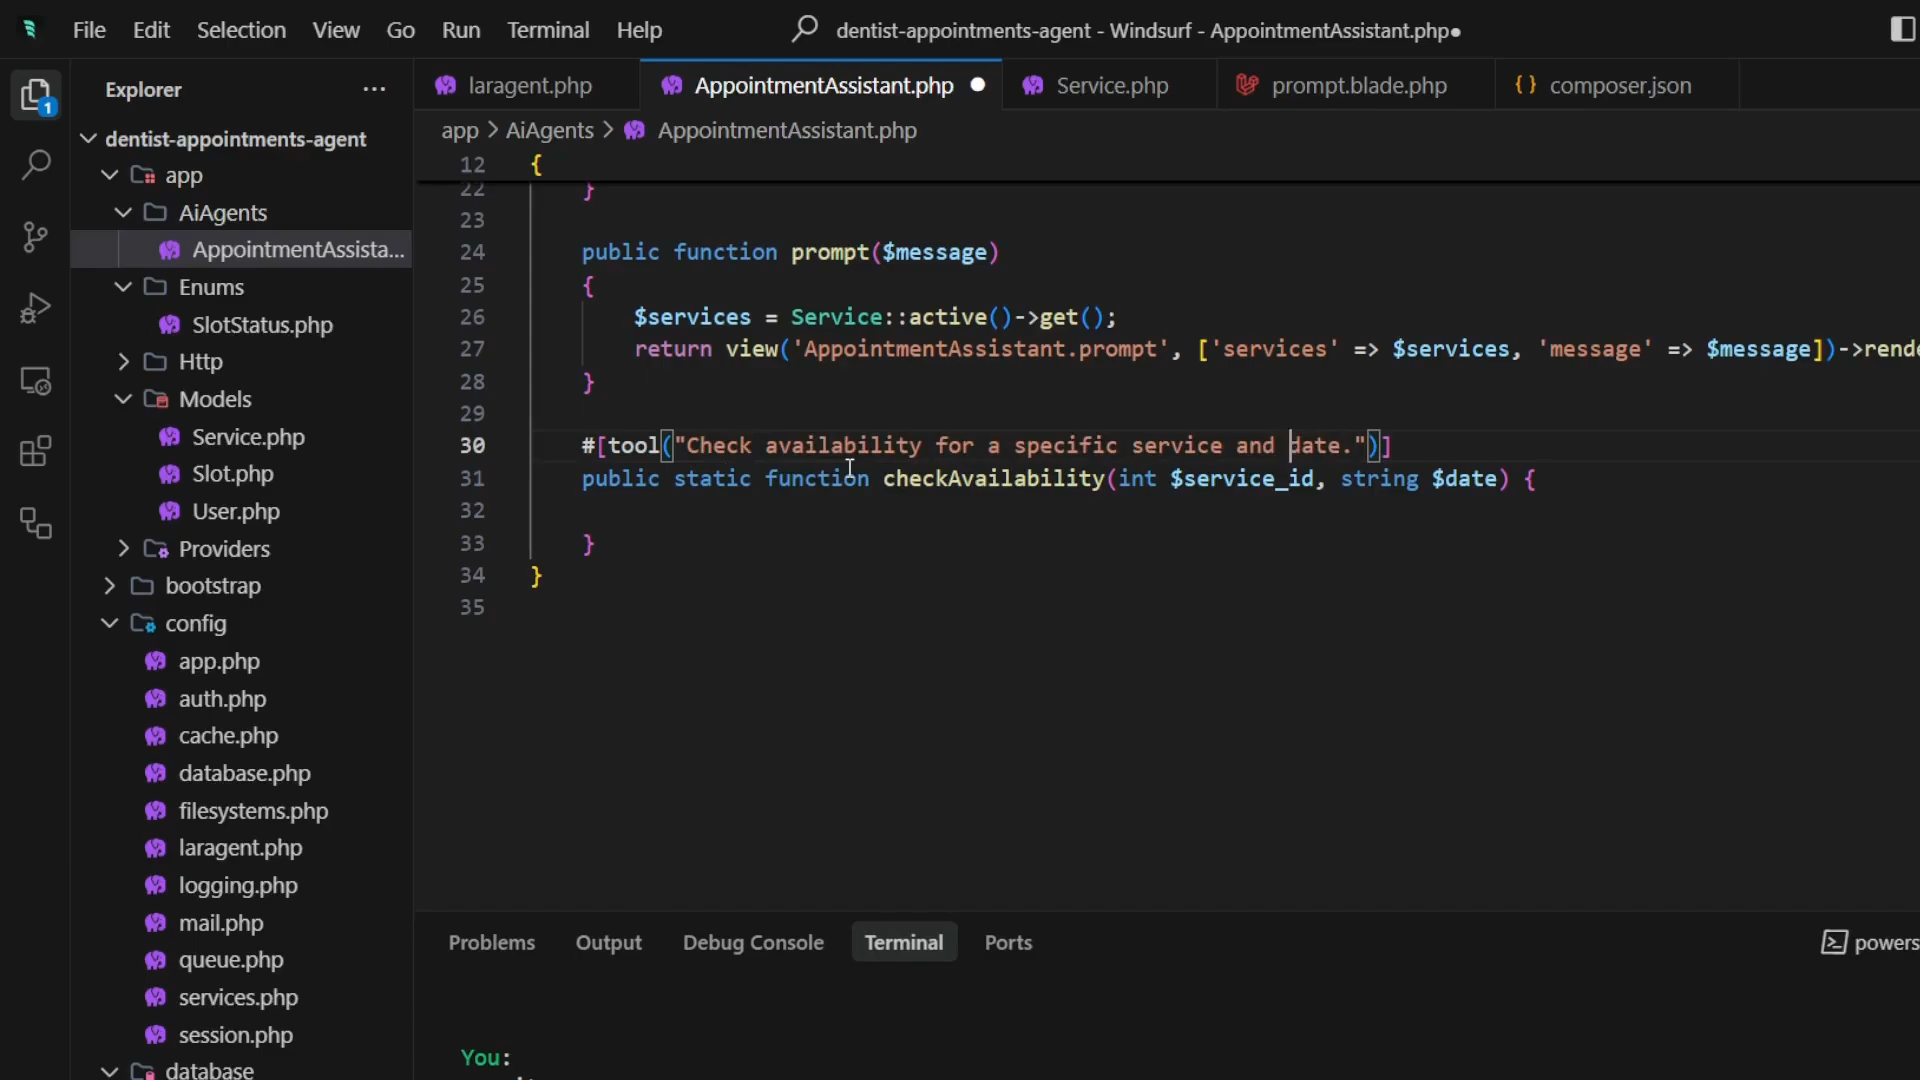 File Edit Selection View Go Run Terminal Help dentist-appointments-agent - Windsurf - AppointmentAssistant.php●
Explorer ...
laragent.php AppointmentAssistant.php ● Service.php prompt.blade.php {} composer.json
app > AiAgents > AppointmentAssistant.php
1
dentist-appointments-agent
app
AiAgents
AppointmentAssista...
Enums
SlotStatus.php
Http
Models
Service.php
Slot.php
User.php
Providers
bootstrap
config
app.php
auth.php
cache.php
database.php
filesystems.php
laragent.php
logging.php
mail.php
queue.php
services.php
session.php
database
12 {
22 }
23
24 public function prompt($message)
25 {
26 $services = Service::active()->get();
27 return view('AppointmentAssistant.prompt', ['services' => $services, 'message' => $message])->rende
28 }
29
30 #[tool("Check availability for a specific service and date.")]
31 public static function checkAvailability(int $service_id, string $date) {
32
33 }
34 }
35
Problems Output Debug Console Terminal Ports powers
You: